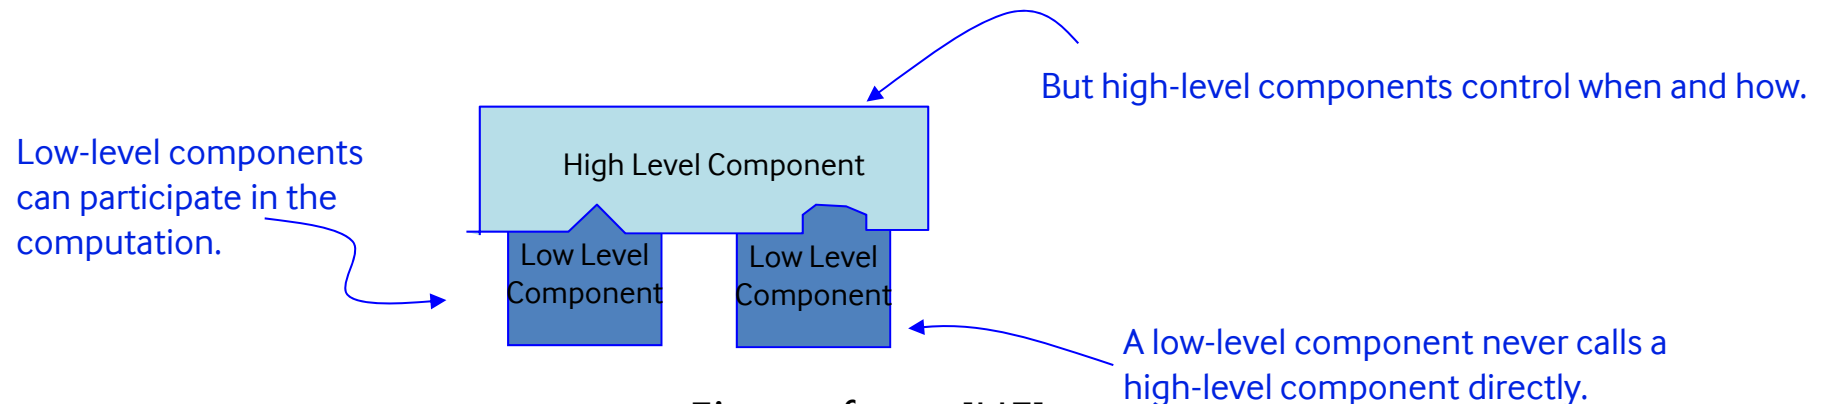 But high-level components control when and how.
Low-level components
can participate in the
computation.
High Level Component
Low Level
Component
Low Level
Component
A low-level component never calls a
high-level component directly.